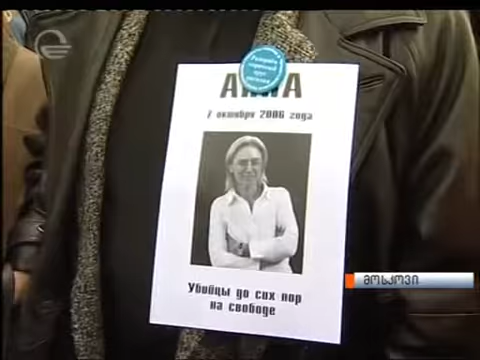 АННА
7 октября 2006 года
Убийцы до сих пор
на свободе
მოსკოვი